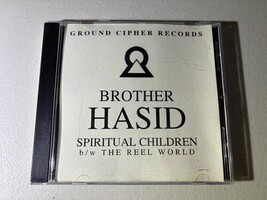 GROUND CIPHER RECORDS
BROTHER
HASID
SPIRITUAL CHILDREN
b/w THE REEL WORLD